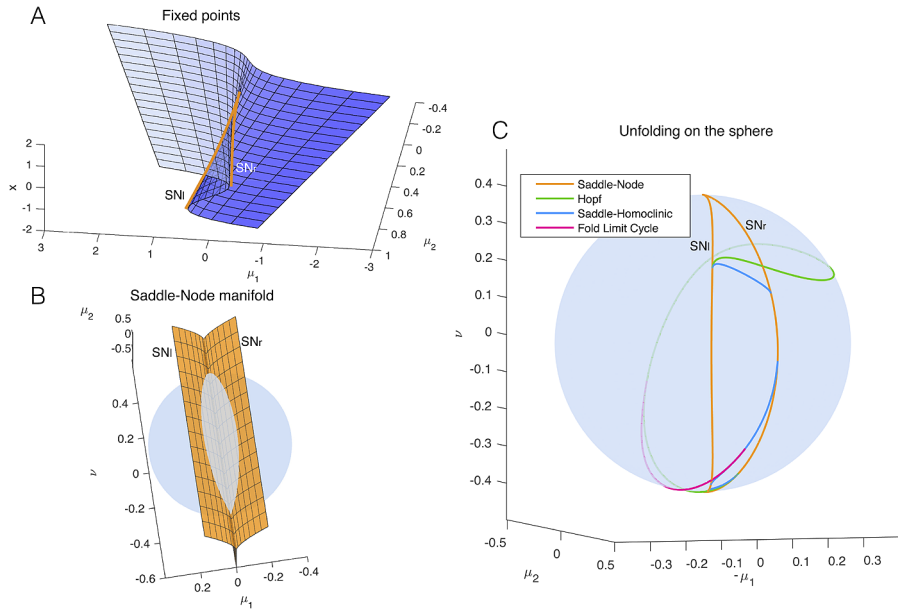 A
Fixed points
2
1
0
-1
-2
x
3
2
1
0
-1
-2
-3
μ1
-0.4
-0.2
0
0.2
0.4
0.6
0.8
1
μ2
SNl
SNr
B
Saddle-Node manifold
μ2
0.5
0
-0.5
SNl
SNr
0.4
0.2
0
-0.2
-0.4
-0.6
ν
0.2
0
-0.2
-0.4
μ1
C
Unfolding on the sphere
Saddle-Node
Hopf
Saddle-Homoclinic
Fold Limit Cycle
SNl
SNr
0.4
0.3
0.2
0.1
0
-0.1
-0.2
-0.3
-0.4
ν
-0.5
0
0.5
μ2
-0.3
-0.2
-0.1
0
0.1
0.2
0.3
-μ1